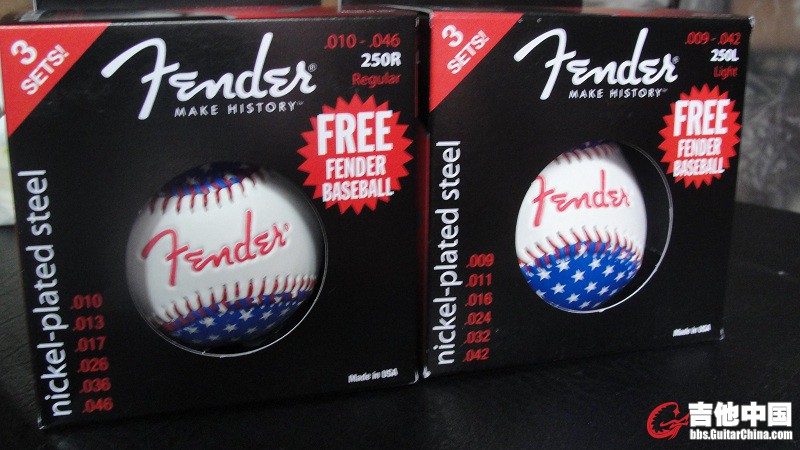 3
SETS!
Fender®
MAKE HISTORY™
.010 - .046
250R
Regular
FREE
FENDER
BASEBALL
nickel-plated steel
Fender®
.010
.013
.017
.026
.036
.046
Made in USA
3
SETS!
Fender®
MAKE HISTORY™
.009 - .042
250L
Light
FREE
FENDER
BASEBALL
nickel-plated steel
Fender®
.009
.011
.016
.024
.032
.042
Made in USA
吉他中国
bbs.GuitarChina.com